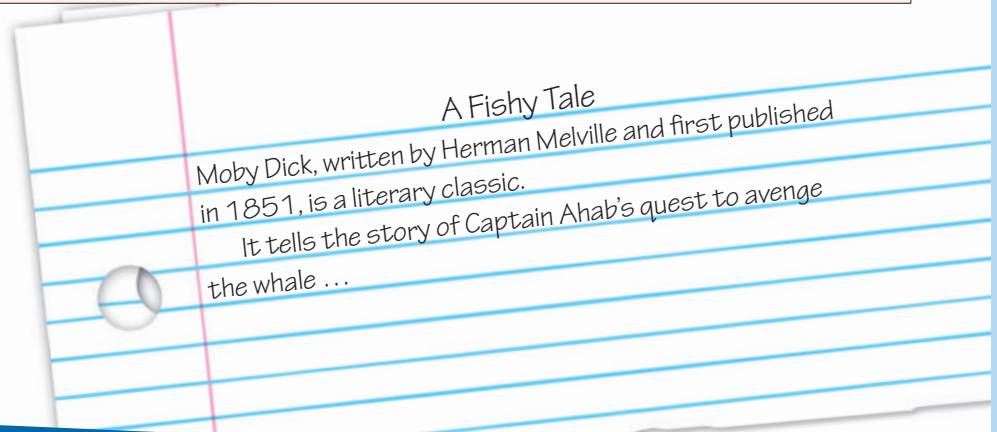 A Fishy Tale
Moby Dick, written by Herman Melville and first published
in 1851, is a literary classic.
It tells the story of Captain Ahab's quest to avenge
the whale ...